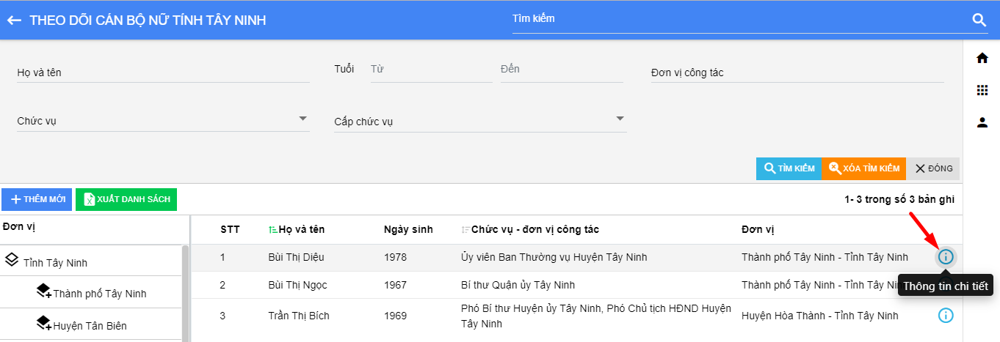 THEO DÕI CÁN BỘ NỮ TỈNH TÂY NINH
Tìm kiếm
Họ và tên
Tuổi
Từ
Đến
Đơn vị công tác
Chức vụ
Cấp chức vụ
TÌM KIẾM
XÓA TÌM KIẾM
ĐÓNG
THÊM MỚI
XUẤT DANH SÁCH
1- 3 trong số 3 bản ghi
Đơn vị
Tỉnh Tây Ninh
Thành phố Tây Ninh
Huyện Tân Biên
STT Họ và tên Ngày sinh Chức vụ - đơn vị công tác Đơn vị
1 Bùi Thị Diệu 1978 Ủy viên Ban Thường vụ Huyện Tây Ninh Thành phố Tây Ninh - Tỉnh Tây Ninh
Thông tin chi tiết
2 Bùi Thị Ngọc 1967 Bí thư Quận ủy Tây Ninh Thành phố Tây Ninh - Tỉnh Tây Ninh
3 Trần Thị Bích 1969 Phó Bí thư Huyện ủy Tây Ninh, Phó Chủ tịch HĐND Huyện
Tây Ninh
Huyện Hòa Thành - Tỉnh Tây Ninh